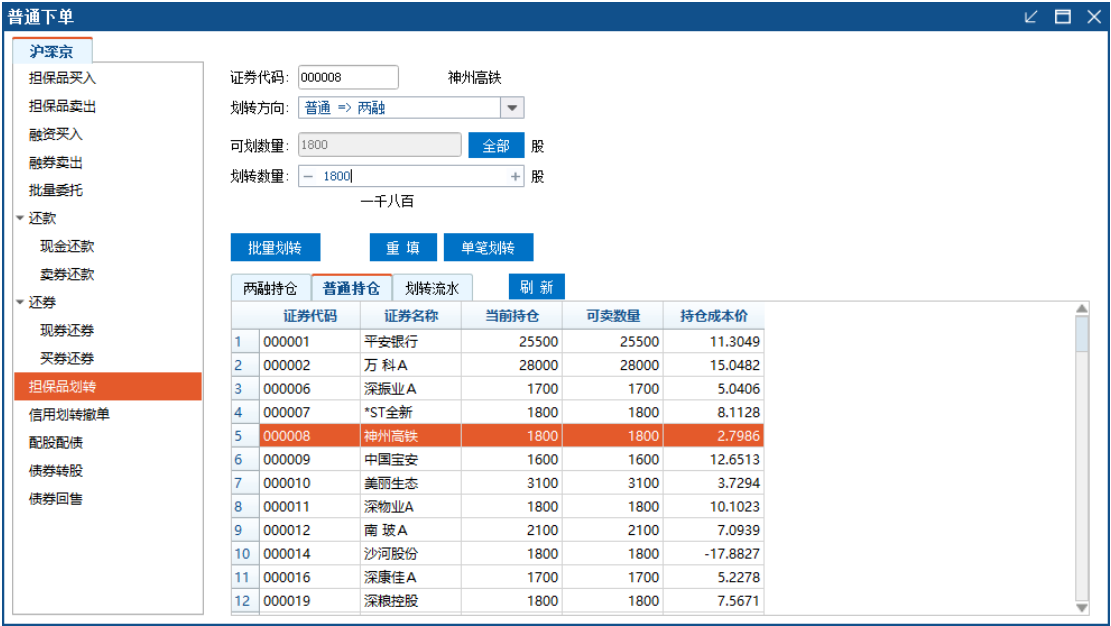 普通下单
沪深京
担保品买入
担保品卖出
融资买入
融券卖出
批量委托
还款
现金还款
卖券还款
还券
现券还券
买券还券
担保品划转
信用划转撤单
配股配债
债券转股
债券回售
证券代码: 000008 神州高铁
划转方向: 普通 => 两融
可划数量: 1800 全部 股
划转数量: − 1800 + 股
一千八百
批量划转 重 填 单笔划转
两融持仓 普通持仓 划转流水 刷 新
证券代码 证券名称 当前持仓 可卖数量 持仓成本价
1 000001 平安银行 25500 25500 11.3049
2 000002 万 科A 28000 28000 15.0482
3 000006 深振业A 1700 1700 5.0406
4 000007 *ST全新 1800 1800 8.1128
5 000008 神州高铁 1800 1800 2.7986
6 000009 中国宝安 1600 1600 12.6513
7 000010 美丽生态 3100 3100 3.7294
8 000011 深物业A 1800 1800 10.1023
9 000012 南 玻A 2100 2100 7.0939
10 000014 沙河股份 1800 1800 -17.8827
11 000016 深康佳A 1700 1700 5.2278
12 000019 深粮控股 1800 1800 7.5671